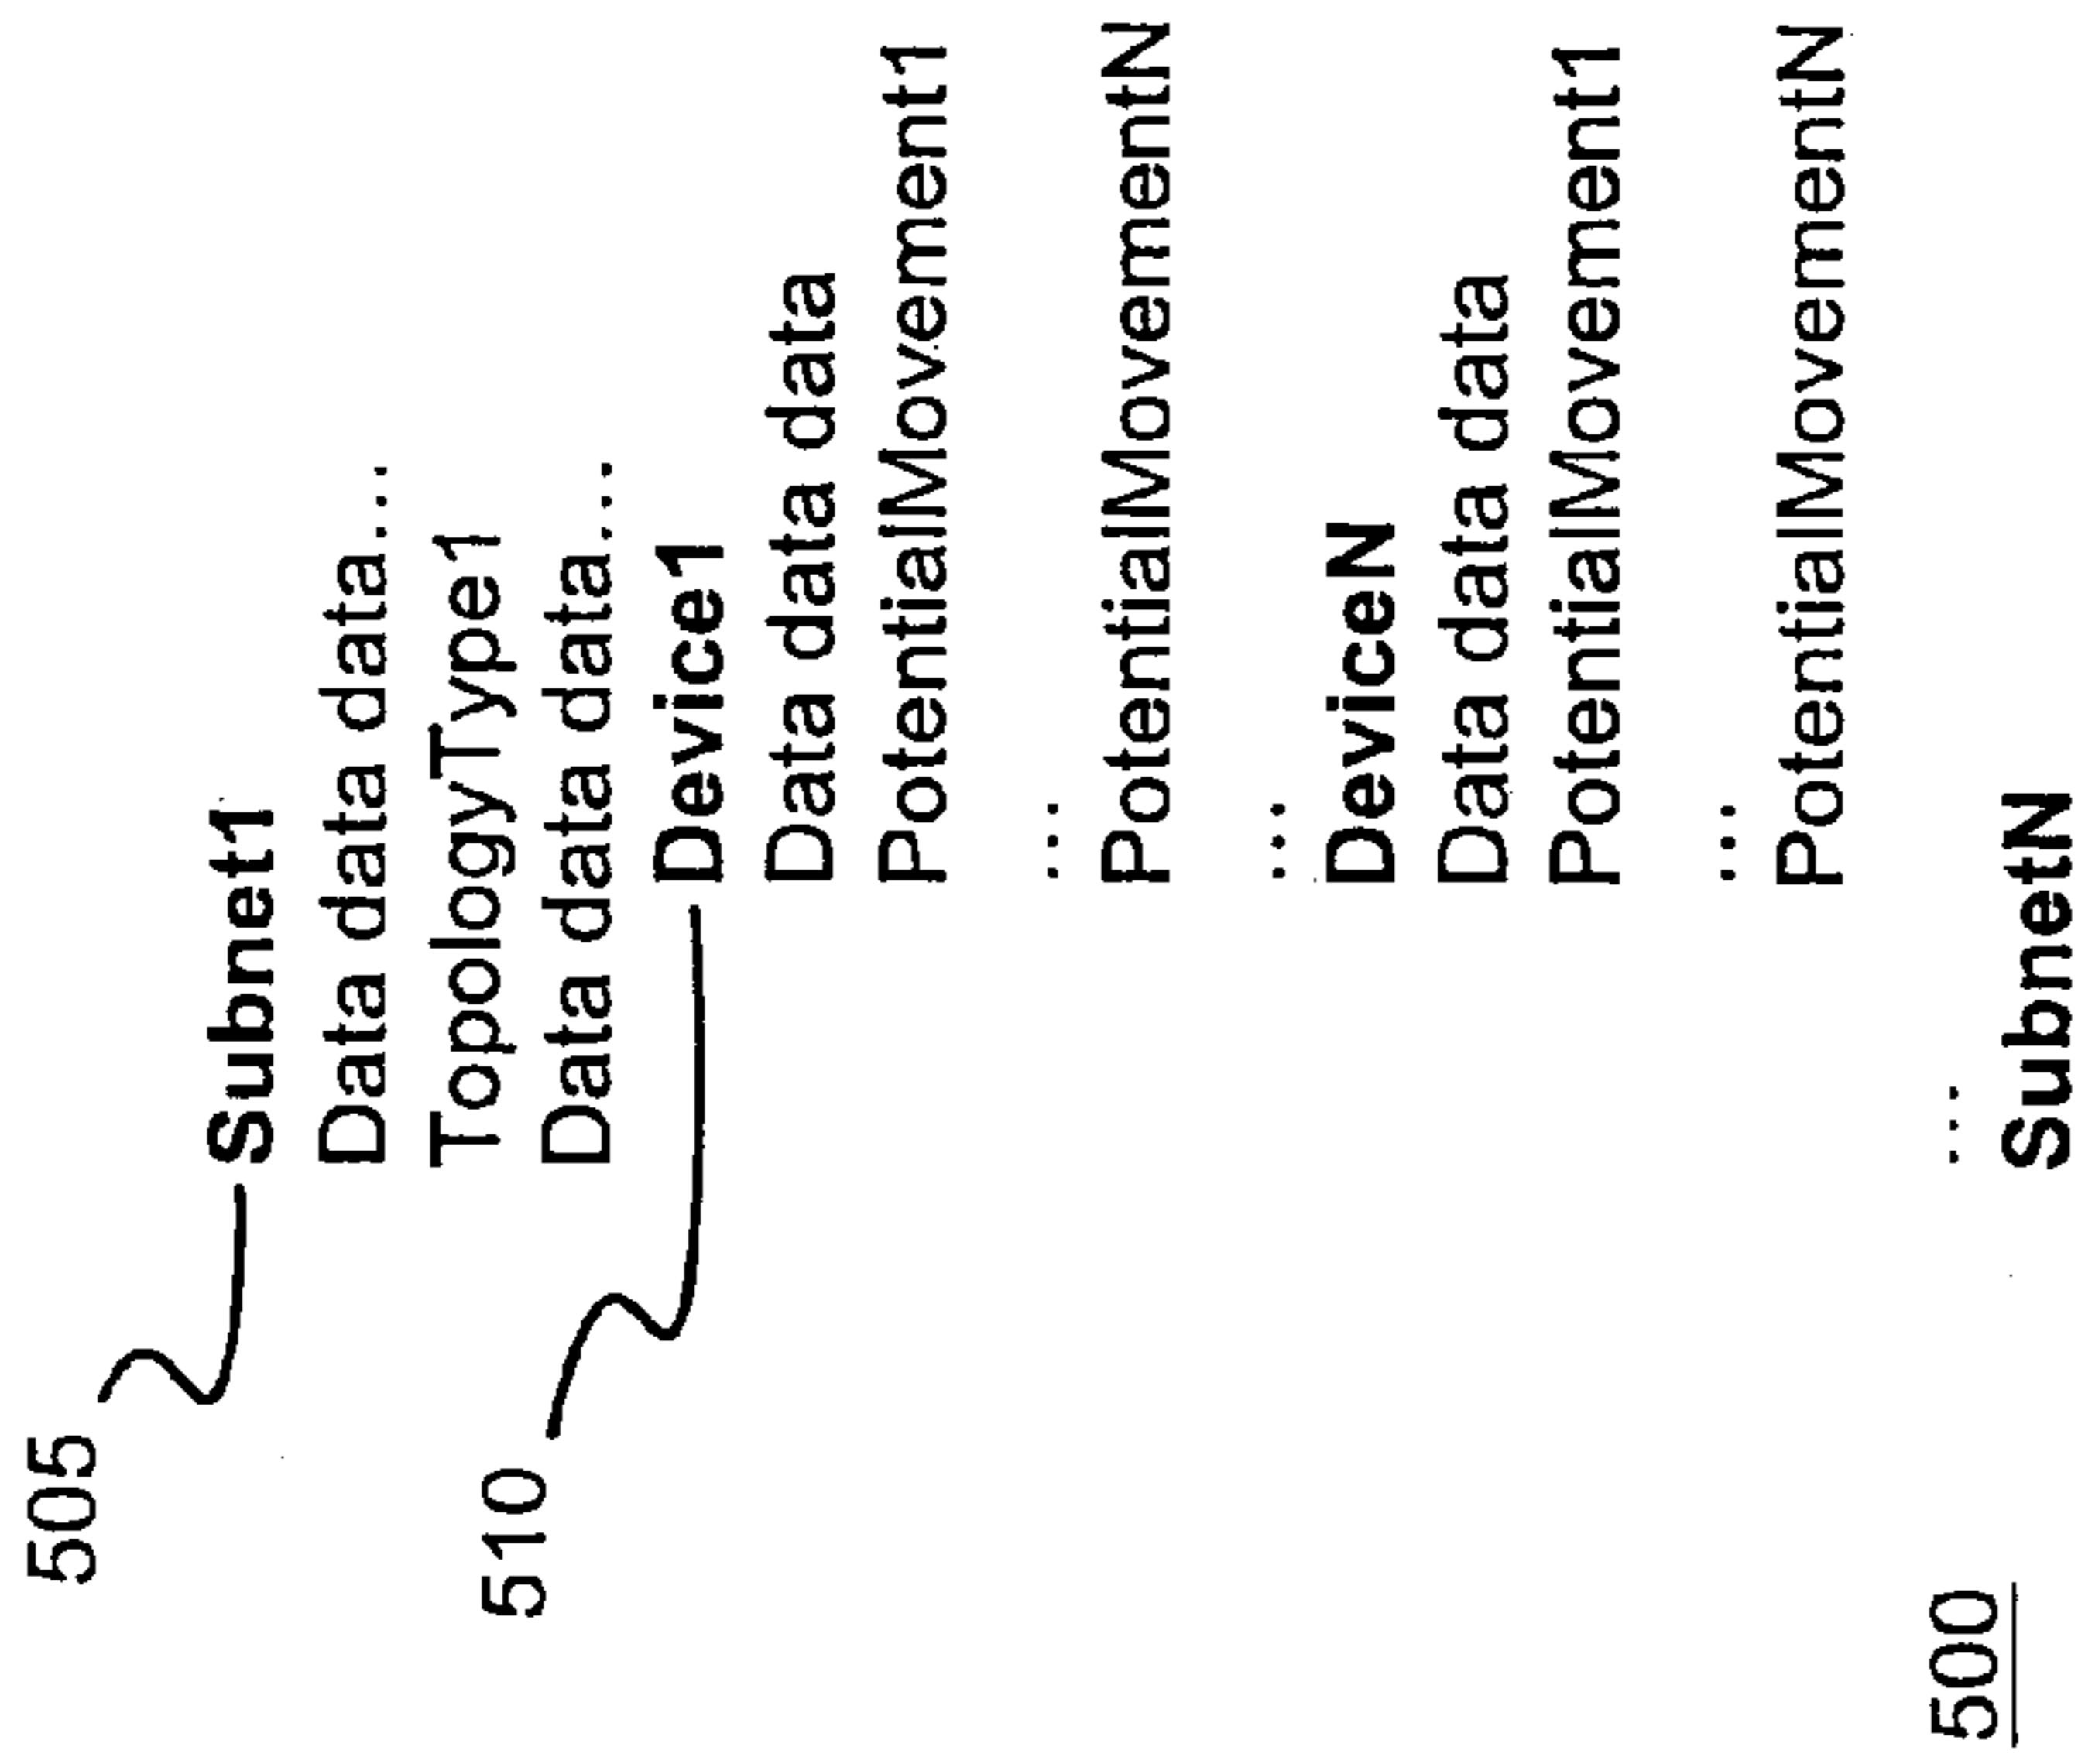 505
Subnet1
Data data data...
TopologyType1
Data data data...
510
Device1
Data data data
PotentialMovement1
...
PotentialMovementN
...
DeviceN
Data data data
PotentialMovement1
...
PotentialMovementN
...
SubnetN
500